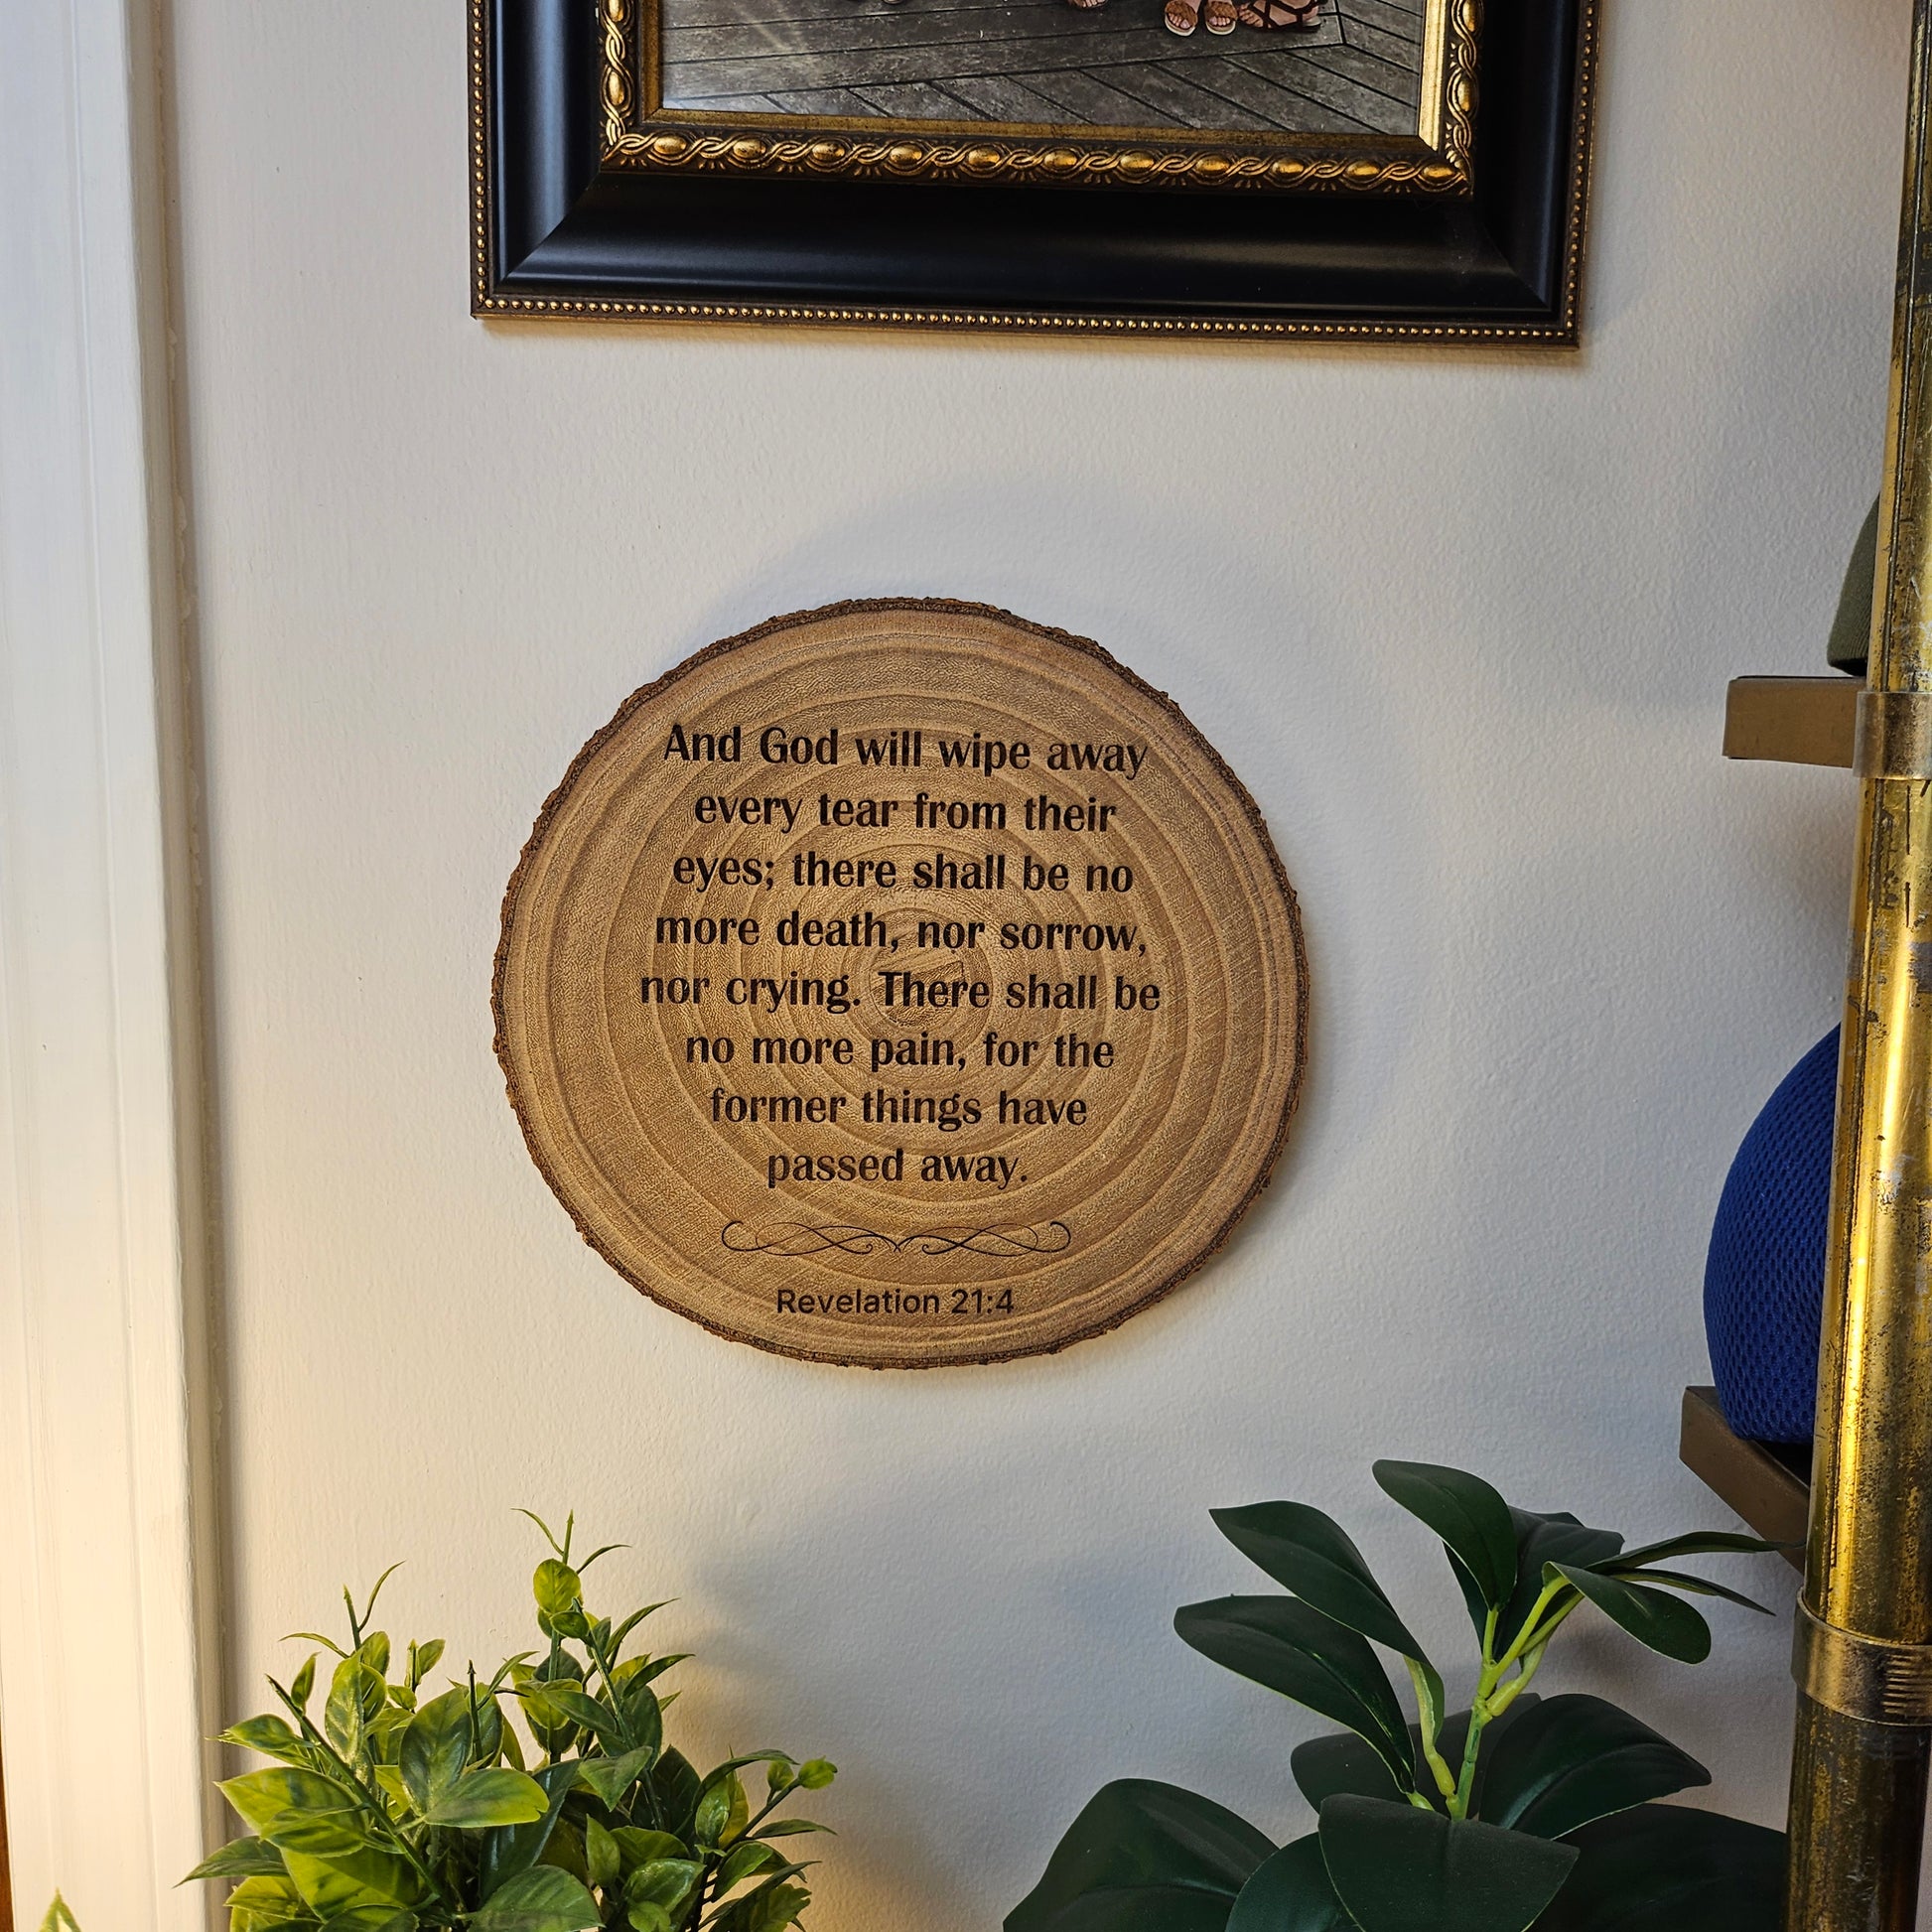 And God will wipe away
every tear from their
eyes; there shall be no
more death, nor sorrow,
nor crying. There shall be
no more pain, for the
former things have
passed away.
Revelation 21:4